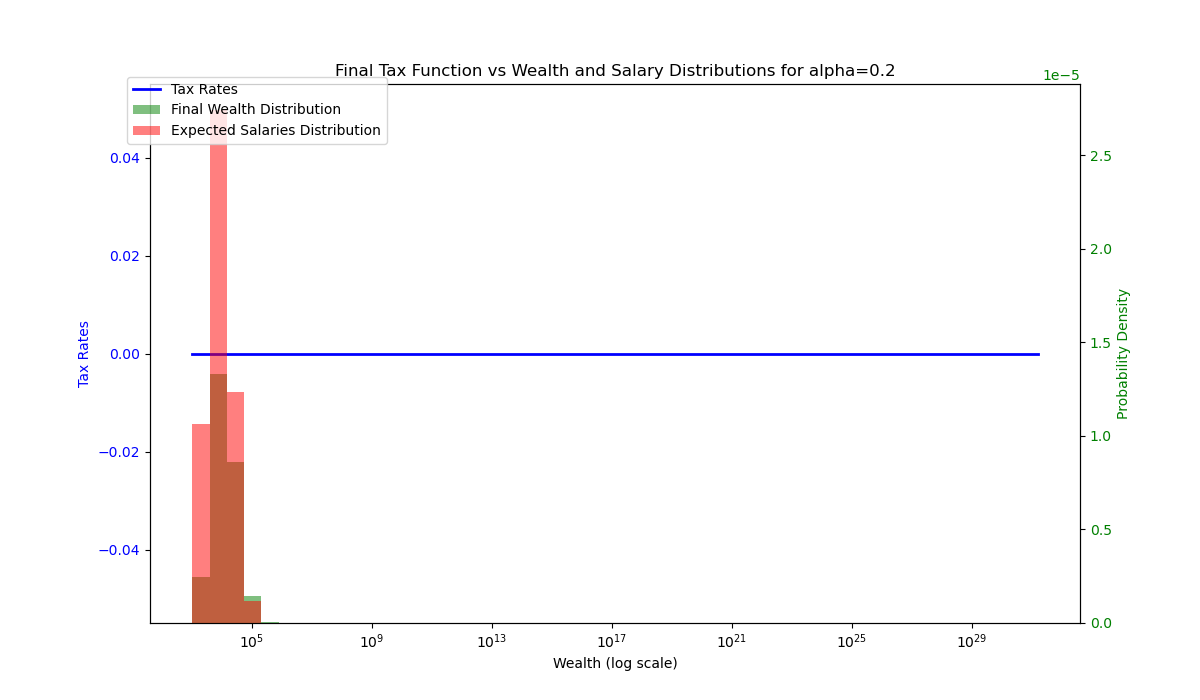 Final Tax Function vs Wealth and Salary Distributions for alpha=0.2
1e−5
Tax Rates
Final Wealth Distribution
Expected Salaries Distribution
0.04
0.02
0.00
−0.02
−0.04
Tax Rates
2.5
2.0
1.5
1.0
0.5
0.0
Probability Density
10^5 10^9 10^13 10^17 10^21 10^25 10^29
Wealth (log scale)